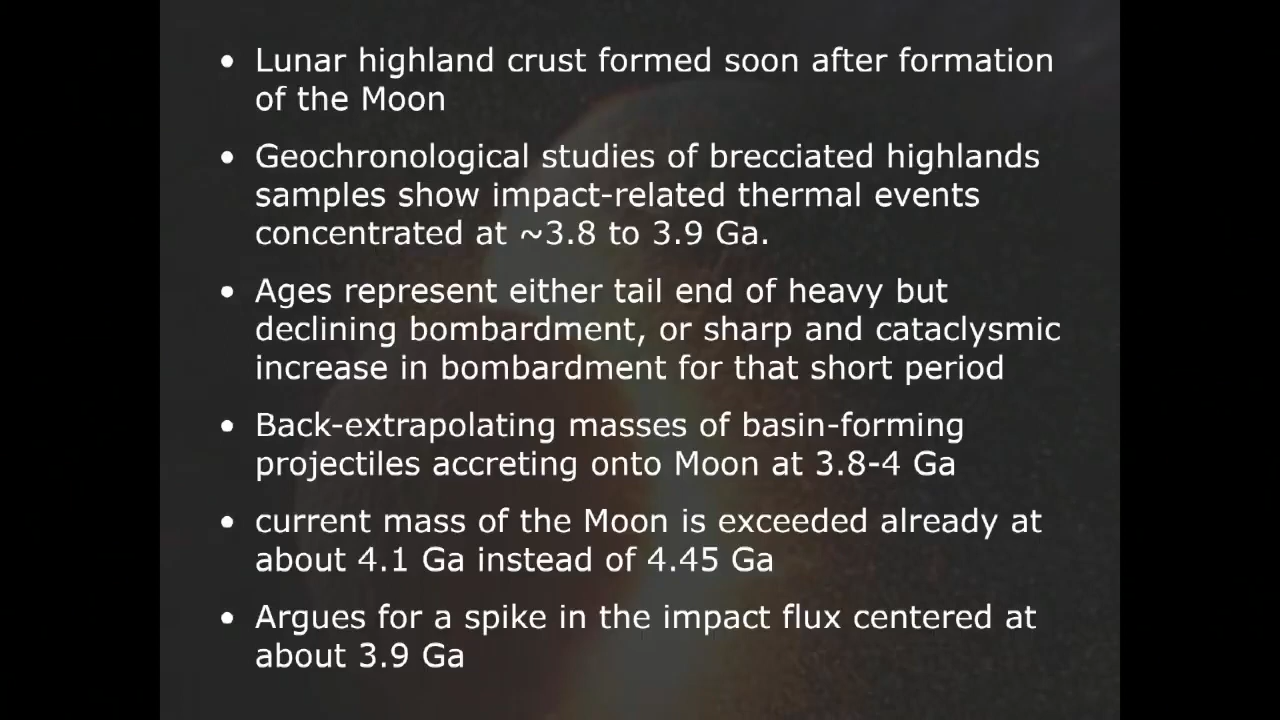 • Lunar highland crust formed soon after formation
of the Moon
• Geochronological studies of brecciated highlands
samples show impact-related thermal events
concentrated at ~3.8 to 3.9 Ga.
• Ages represent either tail end of heavy but
declining bombardment, or sharp and cataclysmic
increase in bombardment for that short period
• Back-extrapolating masses of basin-forming
projectiles accreting onto Moon at 3.8-4 Ga
• current mass of the Moon is exceeded already at
about 4.1 Ga instead of 4.45 Ga
• Argues for a spike in the impact flux centered at
about 3.9 Ga